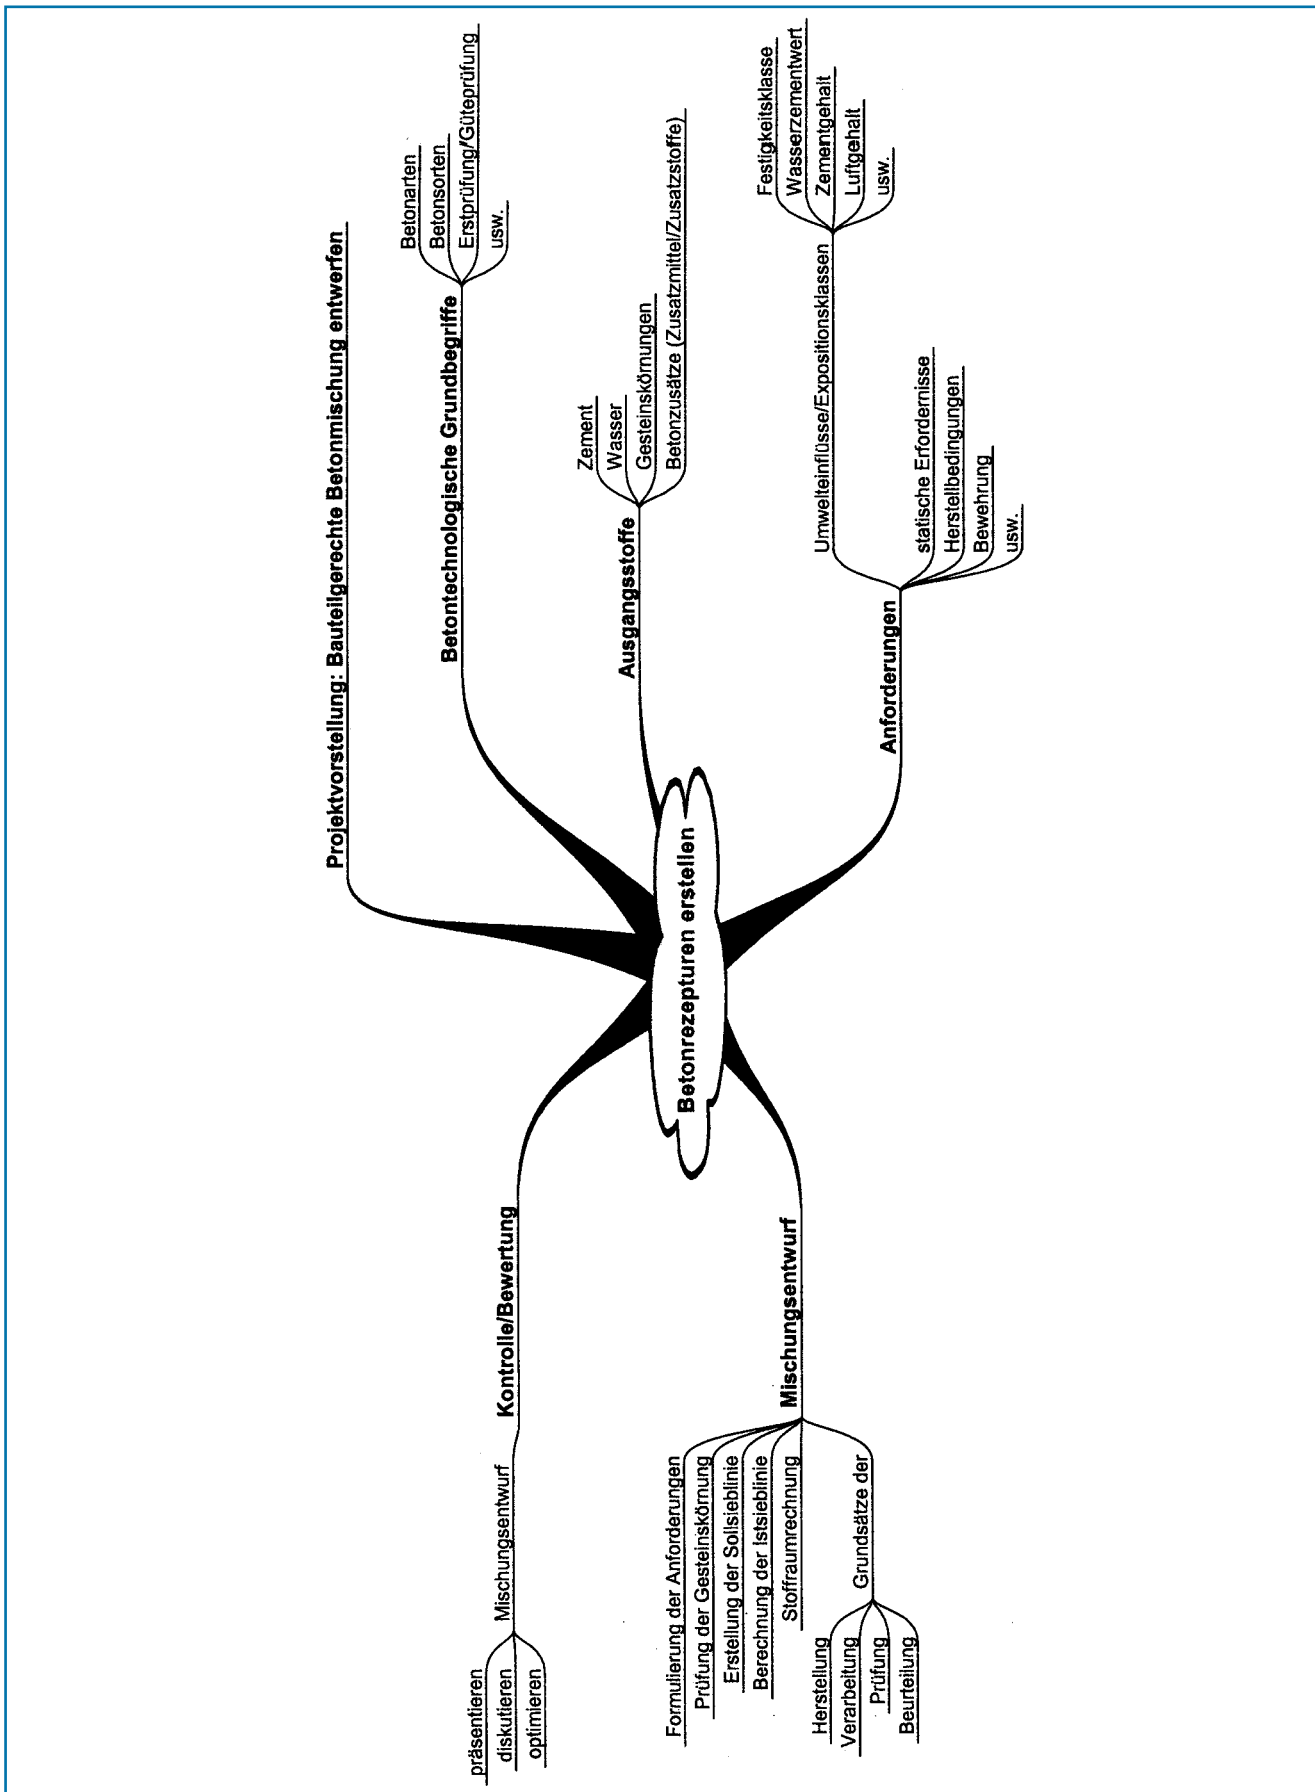 Projektvorstellung: Bauteilgerechte Betonmischung entwerfen
Betontechnologische Grundbegriffe
Betonarten
Betonsorten
Erstprüfung/Güteprüfung
usw.
Ausgangsstoffe
Zement
Wasser
Gesteinskörnungen
Betonzusätze (Zusatzmittel/Zusatzstoffe)
Anforderungen
Umwelteinflüsse/Expositionsklassen
Festigkeitsklasse
Wasserzementwert
Zementgehalt
Luftgehalt
usw.
statische Erfordernisse
Herstellbedingungen
Bewehrung
usw.
Betonrezepturen erstellen
Kontrolle/Bewertung
Mischungsentwurf
präsentieren
diskutieren
optimieren
Mischungsentwurf
Formulierung der Anforderungen
Prüfung der Gesteinskörnung
Erstellung der Sollsieblinie
Berechnung der Istsieblinie
Stoffraumrechnung
Grundsätze der
Herstellung
Verarbeitung
Prüfung
Beurteilung